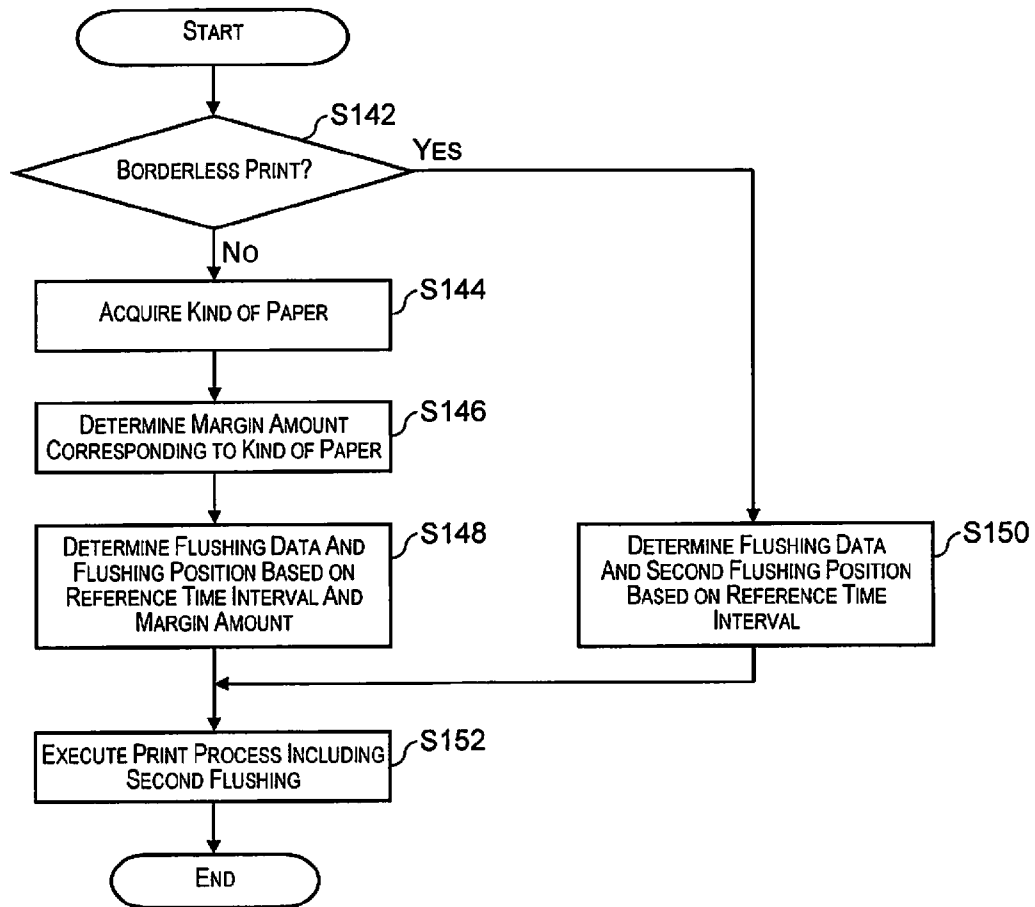 START
S142
BORDERLESS PRINT?
YES
NO
S144
ACQUIRE KIND OF PAPER
S146
DETERMINE MARGIN AMOUNT
CORRESPONDING TO KIND OF PAPER
S148
DETERMINE FLUSHING DATA AND
FLUSHING POSITION BASED ON
REFERENCE TIME INTERVAL AND
MARGIN AMOUNT
S150
DETERMINE FLUSHING DATA
AND SECOND FLUSHING POSITION
BASED ON REFERENCE TIME
INTERVAL
S152
EXECUTE PRINT PROCESS INCLUDING
SECOND FLUSHING
END